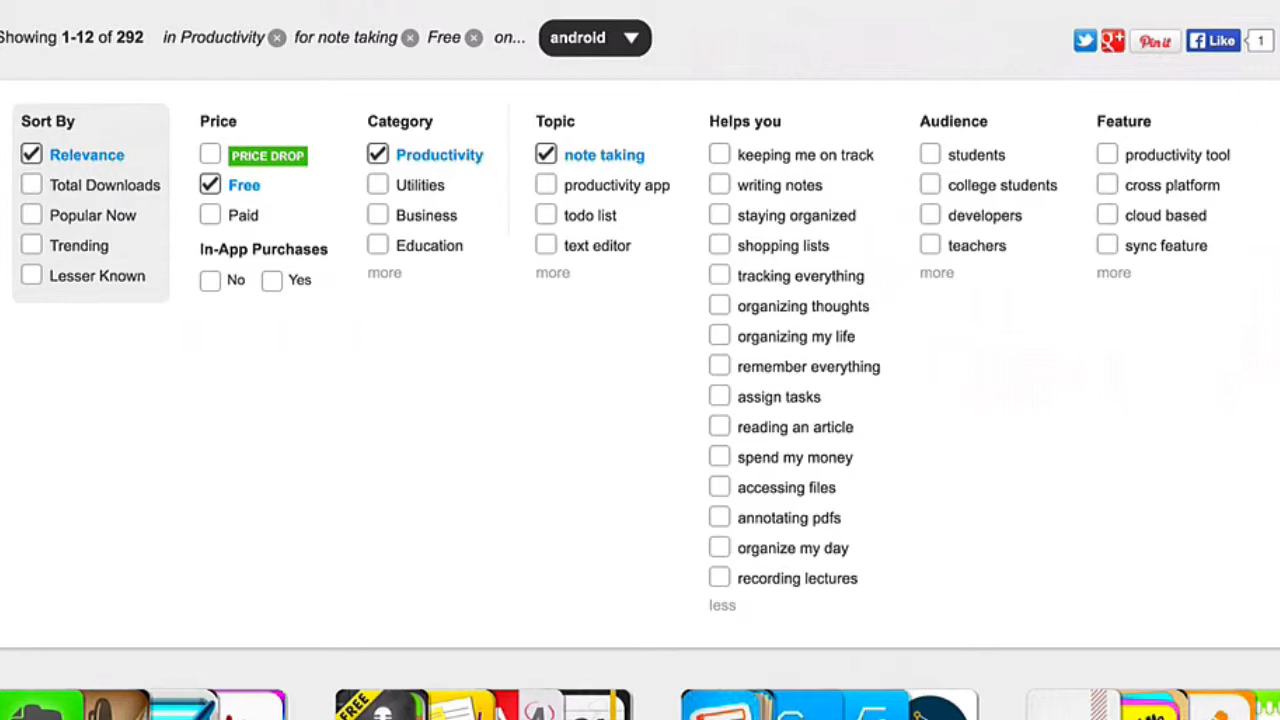 Showing 1-12 of 292 in Productivity for note taking Free on... android
Pin it Like 1
Sort By
Relevance
Total Downloads
Popular Now
Trending
Lesser Known
Price
PRICE DROP
Free
Paid
In-App Purchases
No Yes
Category
Productivity
Utilities
Business
Education
more
Topic
note taking
productivity app
todo list
text editor
more
Helps you
keeping me on track
writing notes
staying organized
shopping lists
tracking everything
organizing thoughts
organizing my life
remember everything
assign tasks
reading an article
spend my money
accessing files
annotating pdfs
organize my day
recording lectures
less
Audience
students
college students
developers
teachers
more
Feature
productivity tool
cross platform
cloud based
sync feature
more
FREE